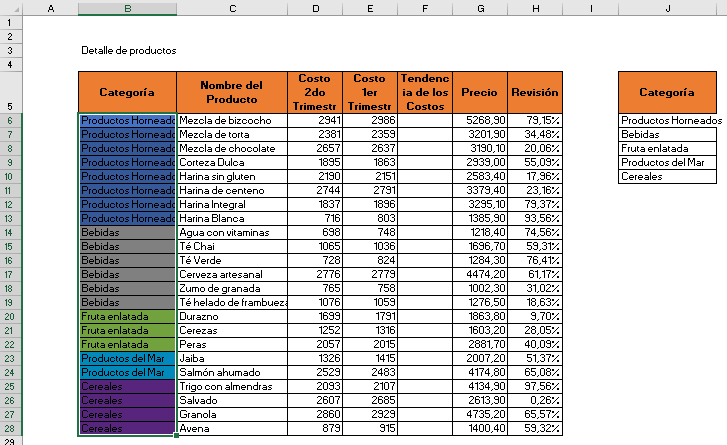 A B C D E F G H I J
1
2
3 Detalle de productos
4
5 Categoría Nombre del Producto Costo 2do Trimestr Costo 1er Trimestr Tendenc ia de los Costos Precio Revisión Categoría
6 Productos Hornead Mezcla de bizcocho 2941 2986 5268,90 79,15% Productos Horneados
7 Productos Hornead Mezcla de torta 2381 2359 3201,90 34,48% Bebidas
8 Productos Hornead Mezcla de chocolate 2657 2637 3190,10 20,06% Fruta enlatada
9 Productos Hornead Corteza Dulca 1895 1863 2939,00 55,09% Productos del Mar
10 Productos Hornead Harina sin gluten 2190 2151 2583,40 17,96% Cereales
11 Productos Hornead Harina de centeno 2744 2791 3379,40 23,16%
12 Productos Hornead Harina Integral 1837 1896 3295,10 79,37%
13 Productos Hornead Harina Blanca 716 803 1385,90 93,56%
14 Bebidas Agua con vitaminas 698 748 1218,40 74,56%
15 Bebidas Té Chai 1065 1036 1696,70 59,31%
16 Bebidas Té Verde 728 824 1284,30 76,41%
17 Bebidas Cerveza artesanal 2776 2779 4474,20 61,17%
18 Bebidas Zumo de granada 765 758 1002,30 31,02%
19 Bebidas Té helado de frambueza 1076 1059 1276,50 18,63%
20 Fruta enlatada Durazno 1699 1791 1863,80 9,70%
21 Fruta enlatada Cerezas 1252 1316 1603,20 28,05%
22 Fruta enlatada Peras 2057 2015 2881,70 40,09%
23 Productos del Mar Jaiba 1326 1415 2007,20 51,37%
24 Productos del Mar Salmón ahumado 2529 2483 4174,80 65,08%
25 Cereales Trigo con almendras 2093 2107 4134,90 97,56%
26 Cereales Salvado 2607 2685 2613,90 0,26%
27 Cereales Granola 2860 2929 4735,20 65,57%
28 Cereales Avena 879 915 1400,40 59,32%
29